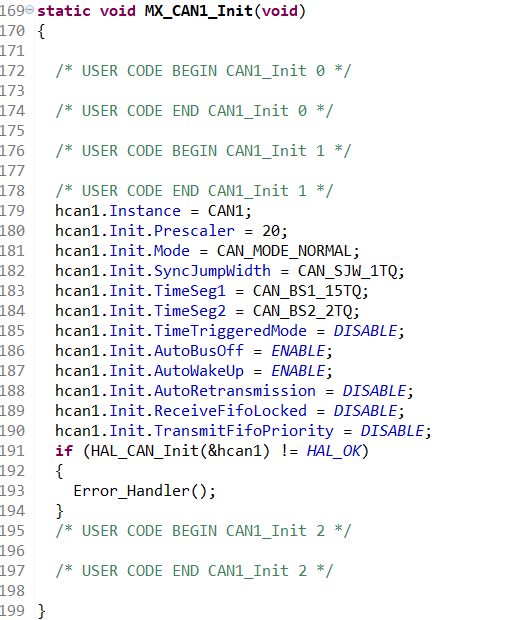 169 static void MX_CAN1_Init(void)
170 {
171
172 /* USER CODE BEGIN CAN1_Init 0 */
173
174 /* USER CODE END CAN1_Init 0 */
175
176 /* USER CODE BEGIN CAN1_Init 1 */
177
178 /* USER CODE END CAN1_Init 1 */
179 hcan1.Instance = CAN1;
180 hcan1.Init.Prescaler = 20;
181 hcan1.Init.Mode = CAN_MODE_NORMAL;
182 hcan1.Init.SyncJumpWidth = CAN_SJW_1TQ;
183 hcan1.Init.TimeSeg1 = CAN_BS1_15TQ;
184 hcan1.Init.TimeSeg2 = CAN_BS2_2TQ;
185 hcan1.Init.TimeTriggeredMode = DISABLE;
186 hcan1.Init.AutoBusOff = ENABLE;
187 hcan1.Init.AutoWakeUp = ENABLE;
188 hcan1.Init.AutoRetransmission = DISABLE;
189 hcan1.Init.ReceiveFifoLocked = DISABLE;
190 hcan1.Init.TransmitFifoPriority = DISABLE;
191 if (HAL_CAN_Init(&hcan1) != HAL_OK)
192 {
193 Error_Handler();
194 }
195 /* USER CODE BEGIN CAN1_Init 2 */
196
197 /* USER CODE END CAN1_Init 2 */
198
199 }